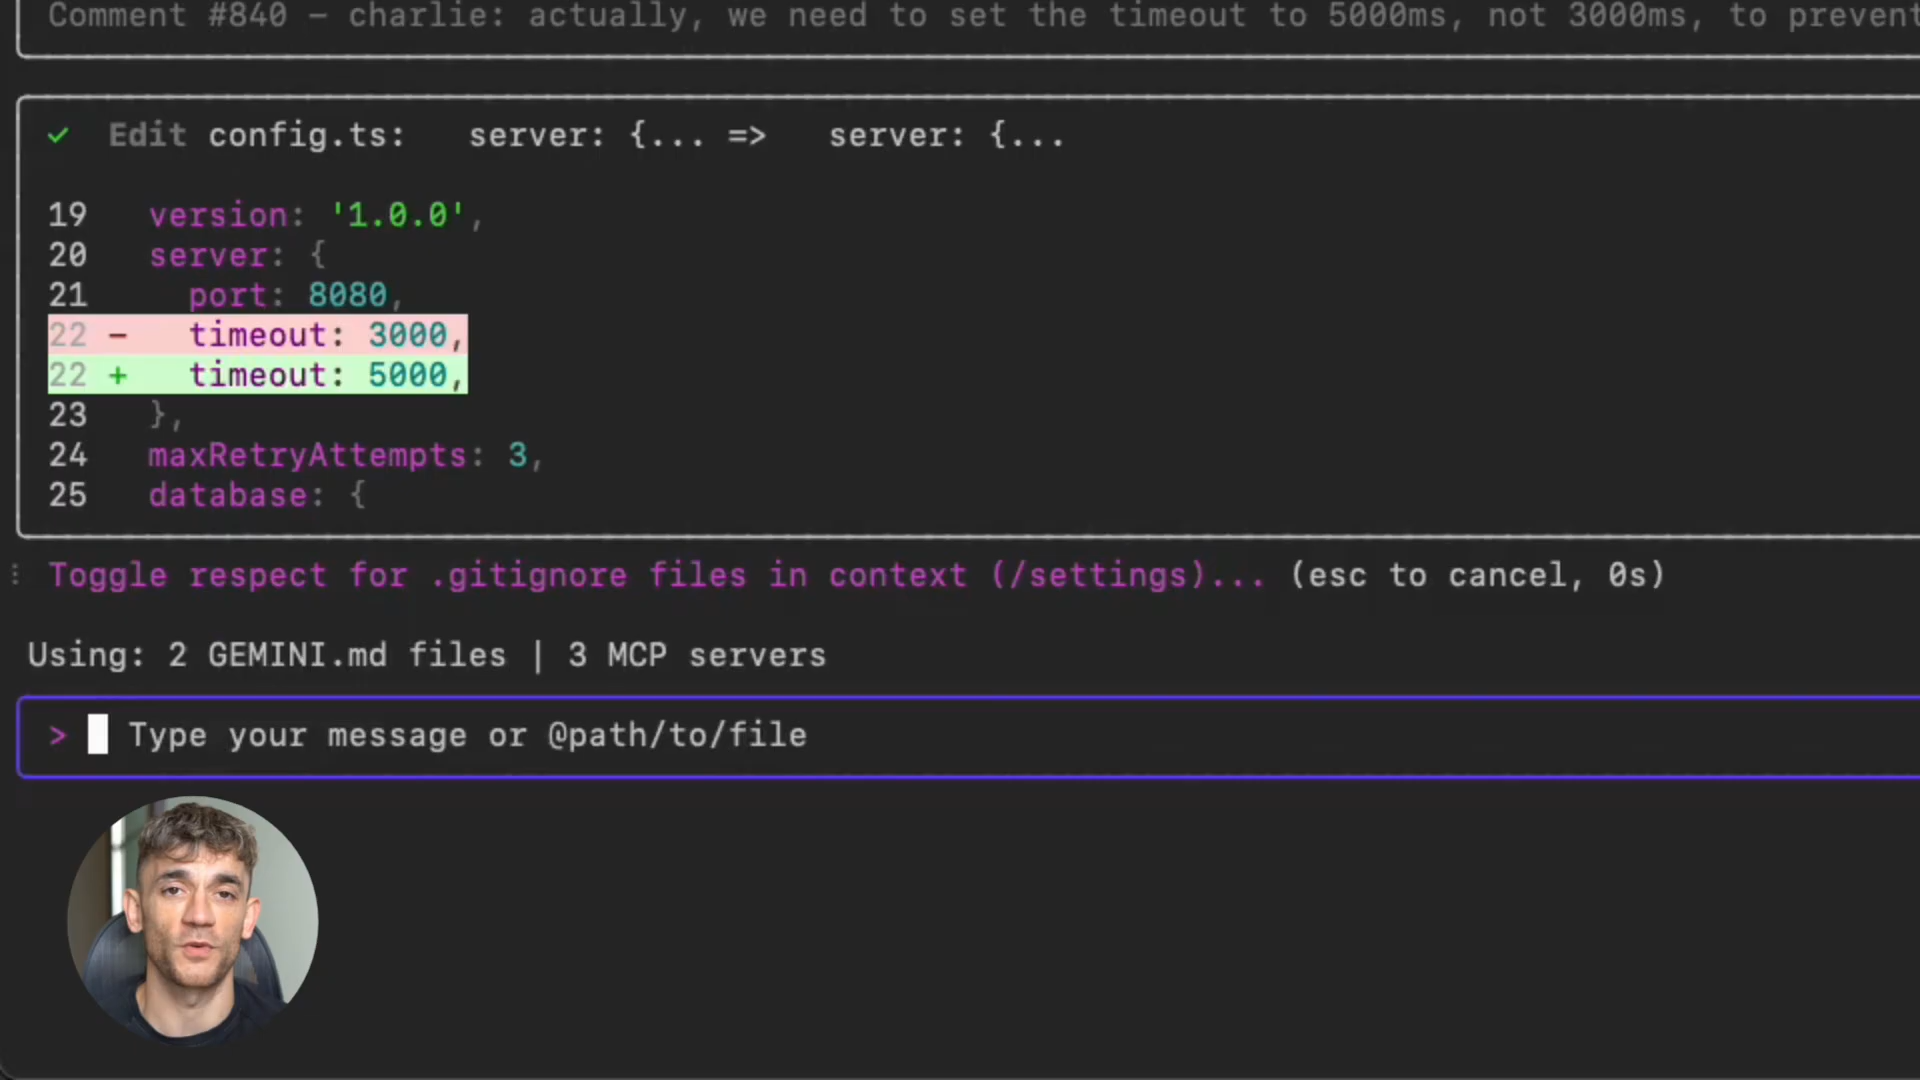 Comment #840 – charlie: actually, we need to set the timeout to 5000ms, not 3000ms, to prevent
✓ Edit config.ts: server: {... => server: {...
19 version: '1.0.0',
20 server: {
21 port: 8080,
22 - timeout: 3000,
22 + timeout: 5000,
23 },
24 maxRetryAttempts: 3,
25 database: {
Toggle respect for .gitignore files in context (/settings)... (esc to cancel, 0s)
Using: 2 GEMINI.md files | 3 MCP servers
> Type your message or @path/to/file